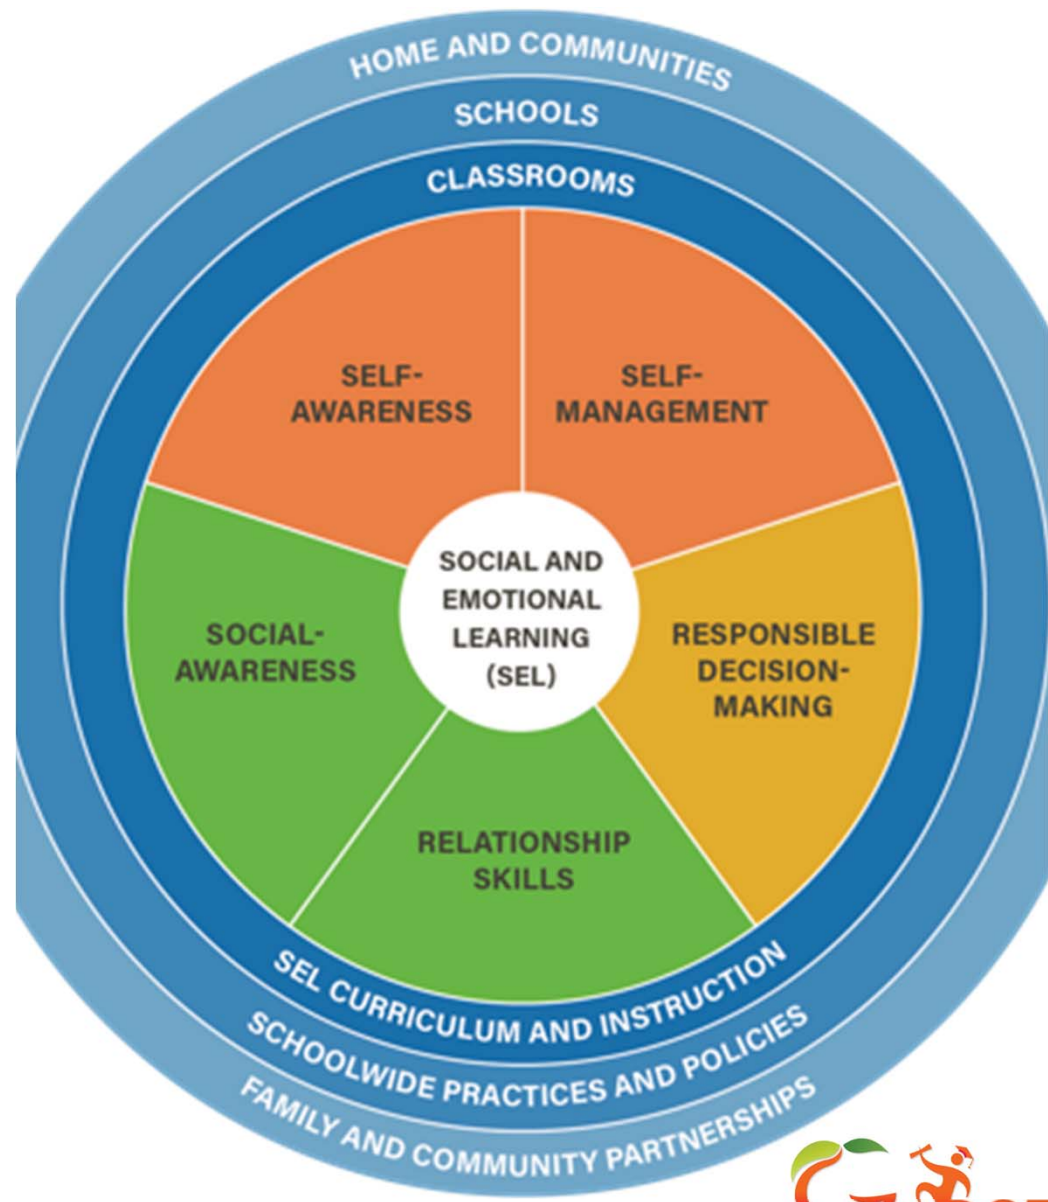 HOME AND COMMUNITIES
SCHOOLS
CLASSROOMS
SELF-
AWARENESS
SELF-
MANAGEMENT
SOCIAL AND
EMOTIONAL
LEARNING
(SEL)
SOCIAL-
AWARENESS
RESPONSIBLE
DECISION-
MAKING
RELATIONSHIP
SKILLS
SEL CURRICULUM AND INSTRUCTION
SCHOOLWIDE PRACTICES AND POLICIES
FAMILY AND COMMUNITY PARTNERSHIPS